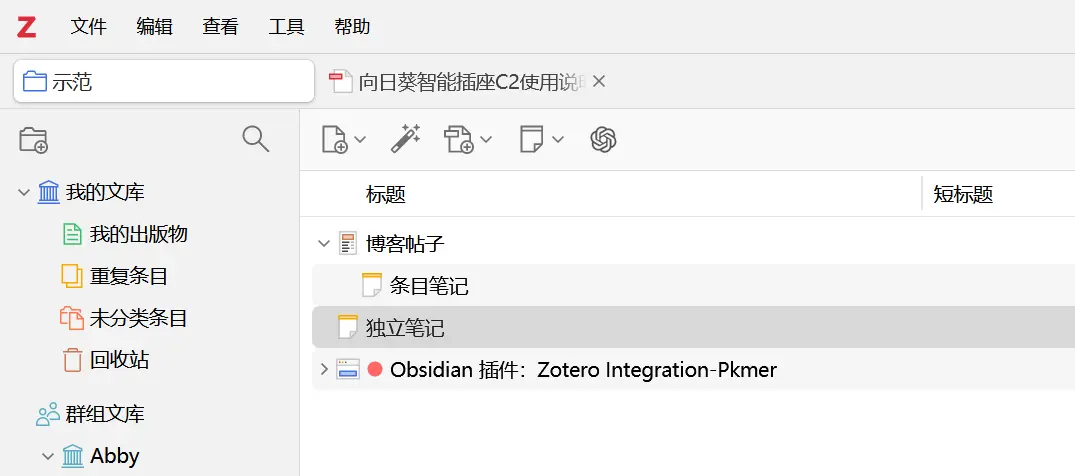 Z 文件 编辑 查看 工具 帮助
示范 向日葵智能插座C2使用说
标题 短标题
我的文库
我的出版物
重复条目
未分类条目
回收站
群组文库
Abby
博客帖子
条目笔记
独立笔记
Obsidian 插件：Zotero Integration-Pkmer